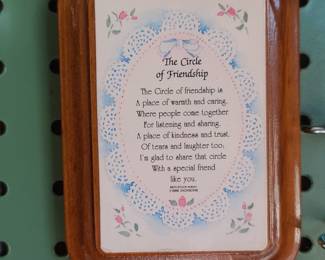 The Circle
of Friendship
The Circle of friendship is
A place of warmth and caring.
Where people come together
For listening and sharing.
A place of kindness and trust.
Of tears and laughter too;
I'm glad to share that circle
With a special friend
like you.